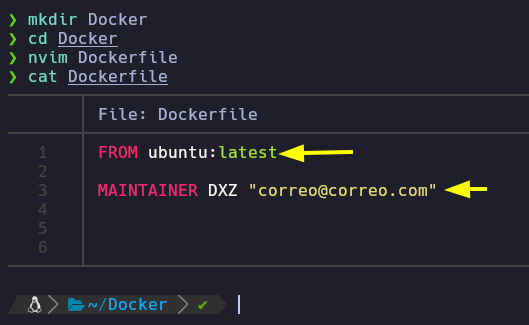 ❯ mkdir Docker
❯ cd Docker
❯ nvim Dockerfile
❯ cat Dockerfile
File: Dockerfile
1 FROM ubuntu:latest
2
3 MAINTAINER DXZ "correo@correo.com"
4
5
6
~/Docker ✔